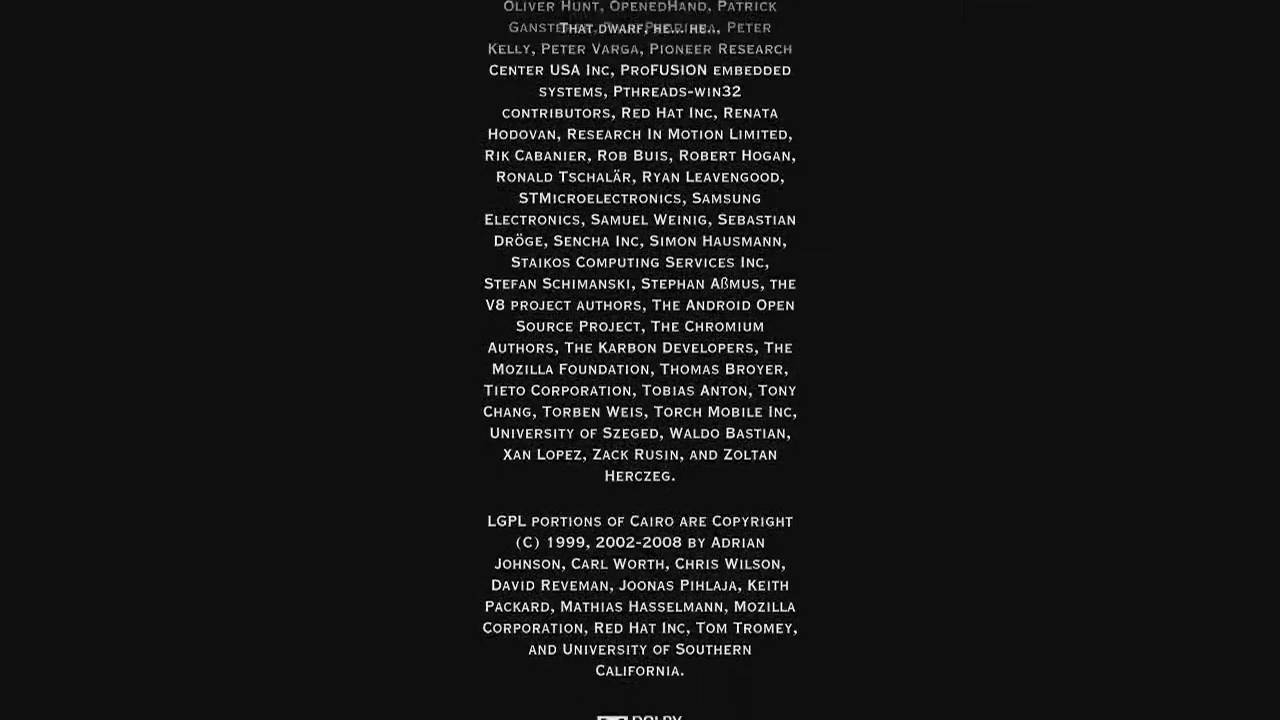 Oliver Hunt, OpenedHand, Patrick
That dwarf, he... he...
Peter
Kelly, Peter Varga, Pioneer Research
Center USA Inc, ProFUSION embedded
systems, Pthreads-win32
contributors, Red Hat Inc, Renata
Hodovan, Research In Motion Limited,
Rik Cabanier, Rob Buis, Robert Hogan,
Ronald Tschalär, Ryan Leavengood,
STMicroelectronics, Samsung
Electronics, Samuel Weinig, Sebastian
Dröge, Sencha Inc, Simon Hausmann,
Staikos Computing Services Inc,
Stefan Schimanski, Stephan Aßmus, the
V8 project authors, The Android Open
Source Project, The Chromium
Authors, The Karbon Developers, The
Mozilla Foundation, Thomas Broyer,
Tieto Corporation, Tobias Anton, Tony
Chang, Torben Weis, Torch Mobile Inc,
University of Szeged, Waldo Bastian,
Xan Lopez, Zack Rusin, and Zoltan
Herczeg.
LGPL portions of Cairo are Copyright
(C) 1999, 2002-2008 by Adrian
Johnson, Carl Worth, Chris Wilson,
David Reveman, Joonas Pihlaja, Keith
Packard, Mathias Hasselmann, Mozilla
Corporation, Red Hat Inc, Tom Tromey,
and University of Southern
California.
DOLBY